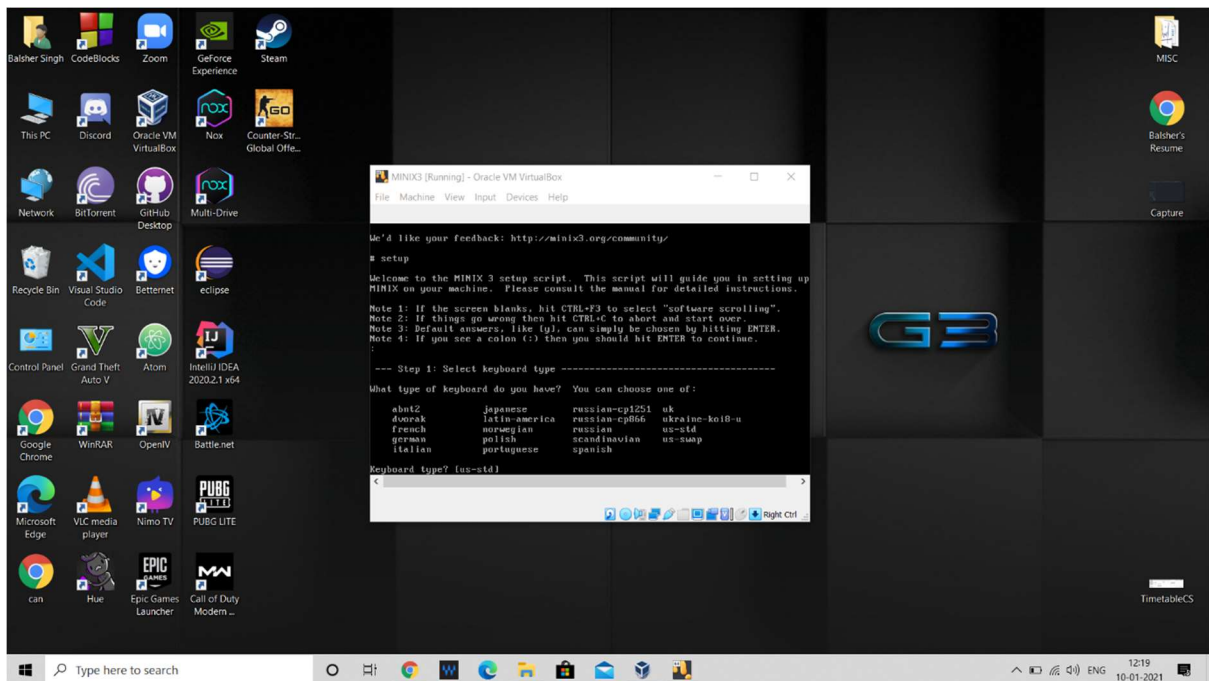 Balsher Singh
CodeBlocks
Zoom
GeForce
Experience
Steam
This PC
Discord
Oracle VM
VirtualBox
Nox
GO
Counter-Str...
Global Offe...
Network
BitTorrent
GitHub
Desktop
Multi-Drive
Recycle Bin
Visual Studio
Code
Betternet
eclipse
Control Panel
Grand Theft
Auto V
Atom
IntelliJ IDEA
2020.2.1 x64
Google
Chrome
WinRAR
OpenIV
Battle.net
Microsoft
Edge
VLC media
player
Nimo TV
PUBG
LITE
PUBG LITE
can
Hue
EPIC
GAMES
Epic Games
Launcher
Call of Duty
Modern ...
MINIX3 [Running] - Oracle VM VirtualBox
File Machine View Input Devices Help
We'd like your feedback: http://minix3.org/community/
# setup
Welcome to the MINIX 3 setup script. This script will guide you in setting up
MINIX on your machine. Please consult the manual for detailed instructions.
Note 1: If the screen blanks, hit CTRL+F3 to select "software scrolling".
Note 2: If things go wrong then hit CTRL+C to abort and start over.
Note 3: Default answers, like [y], can simply be chosen by hitting ENTER.
Note 4: If you see a colon (:) then you should hit ENTER to continue.
:
--- Step 1: Select keyboard type --------------------------------------
What type of keyboard do you have? You can choose one of:
abnt2 japanese russian-cp1251 uk
dvorak latin-america russian-cp866 ukraine-koi8-u
french norwegian russian us-std
german polish scandinavian us-swap
italian portuguese spanish
Keyboard type? [us-std]
Right Ctrl
G3
MISC
Balsher's
Resume
Capture
TimetableCS
Type here to search
ENG
12:19
10-01-2021